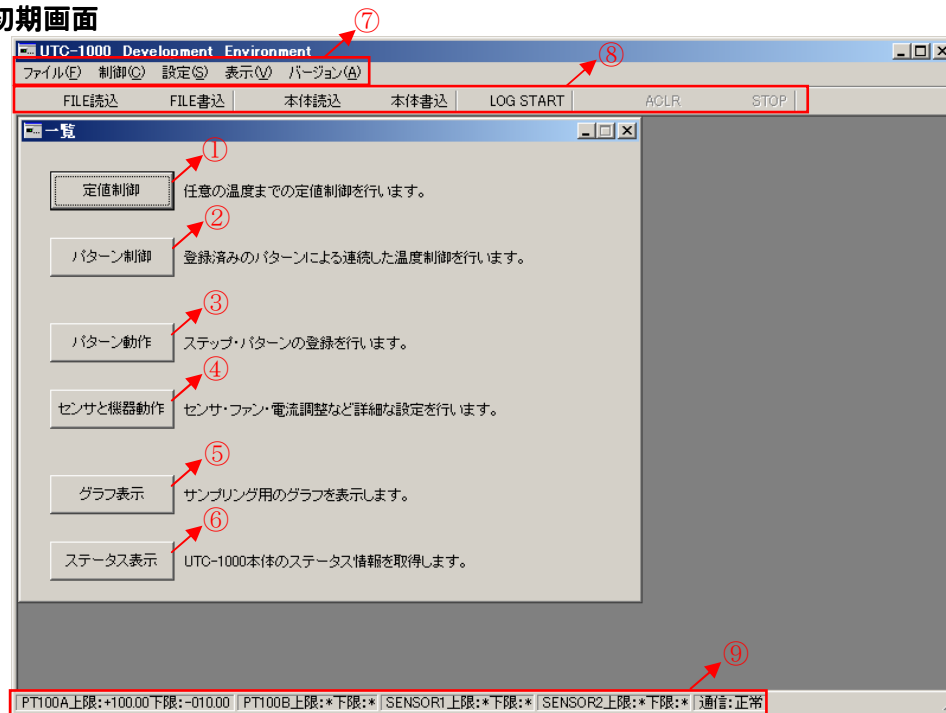 初期画面
⑦
UTC-1000 Development Environment
⑧
ファイル(F) 制御(C) 設定(S) 表示(V) バージョン(A)
FILE読込 FILE書込 本体読込 本体書込 LOG START ACLR STOP
一覧
①
定値制御 任意の温度までの定値制御を行います。
②
パターン制御 登録済みのパターンによる連続した温度制御を行います。
③
パターン動作 ステップ・パターンの登録を行います。
④
センサと機器動作 センサ・ファン・電流調整など詳細な設定を行います。
⑤
グラフ表示 サンプリング用のグラフを表示します。
⑥
ステータス表示 UTC-1000本体のステータス情報を取得します。
⑨
PT100A上限:+100.00下限:-010.00 PT100B上限:*下限:* SENSOR1上限:*下限:* SENSOR2上限:*下限:* 通信:正常